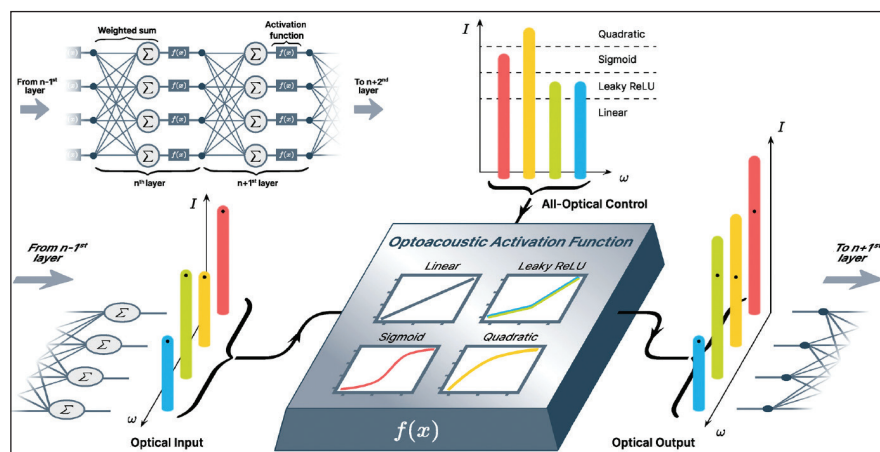 Weighted sum
Activation
function
From n−1st
layer
Σ f(x) Σ f(x)
Σ f(x) Σ f(x)
Σ f(x) Σ f(x)
Σ f(x) Σ f(x)
To n+2nd
layer
nth layer
n+1st layer
I
Quadratic
Sigmoid
Leaky ReLU
Linear
ω
All-Optical Control
From n−1st
layer
Σ
Σ
Σ
Σ
I
ω
Optical Input
Optoacoustic Activation Function
Linear
Leaky ReLU
Sigmoid
Quadratic
f(x)
I
To n+1st
layer
ω
Optical Output